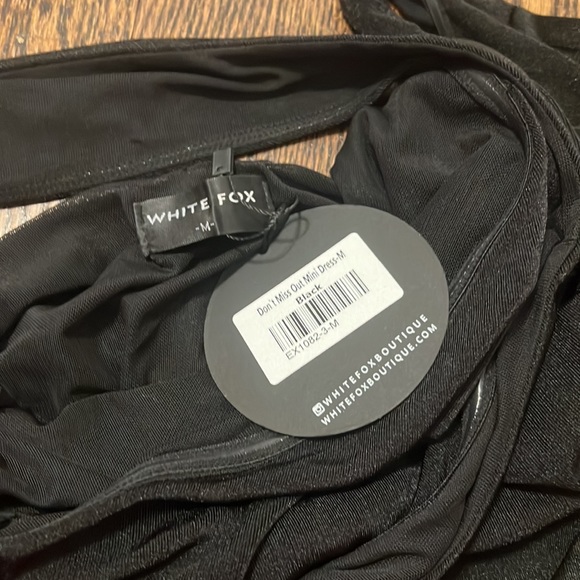 WHITE FOX
-M-
Don't Miss Out Mini Dress-M
Black
EX1082-3-M
WHITEFOXBOUTIQUE
WHITEFOXBOUTIQUE.COM